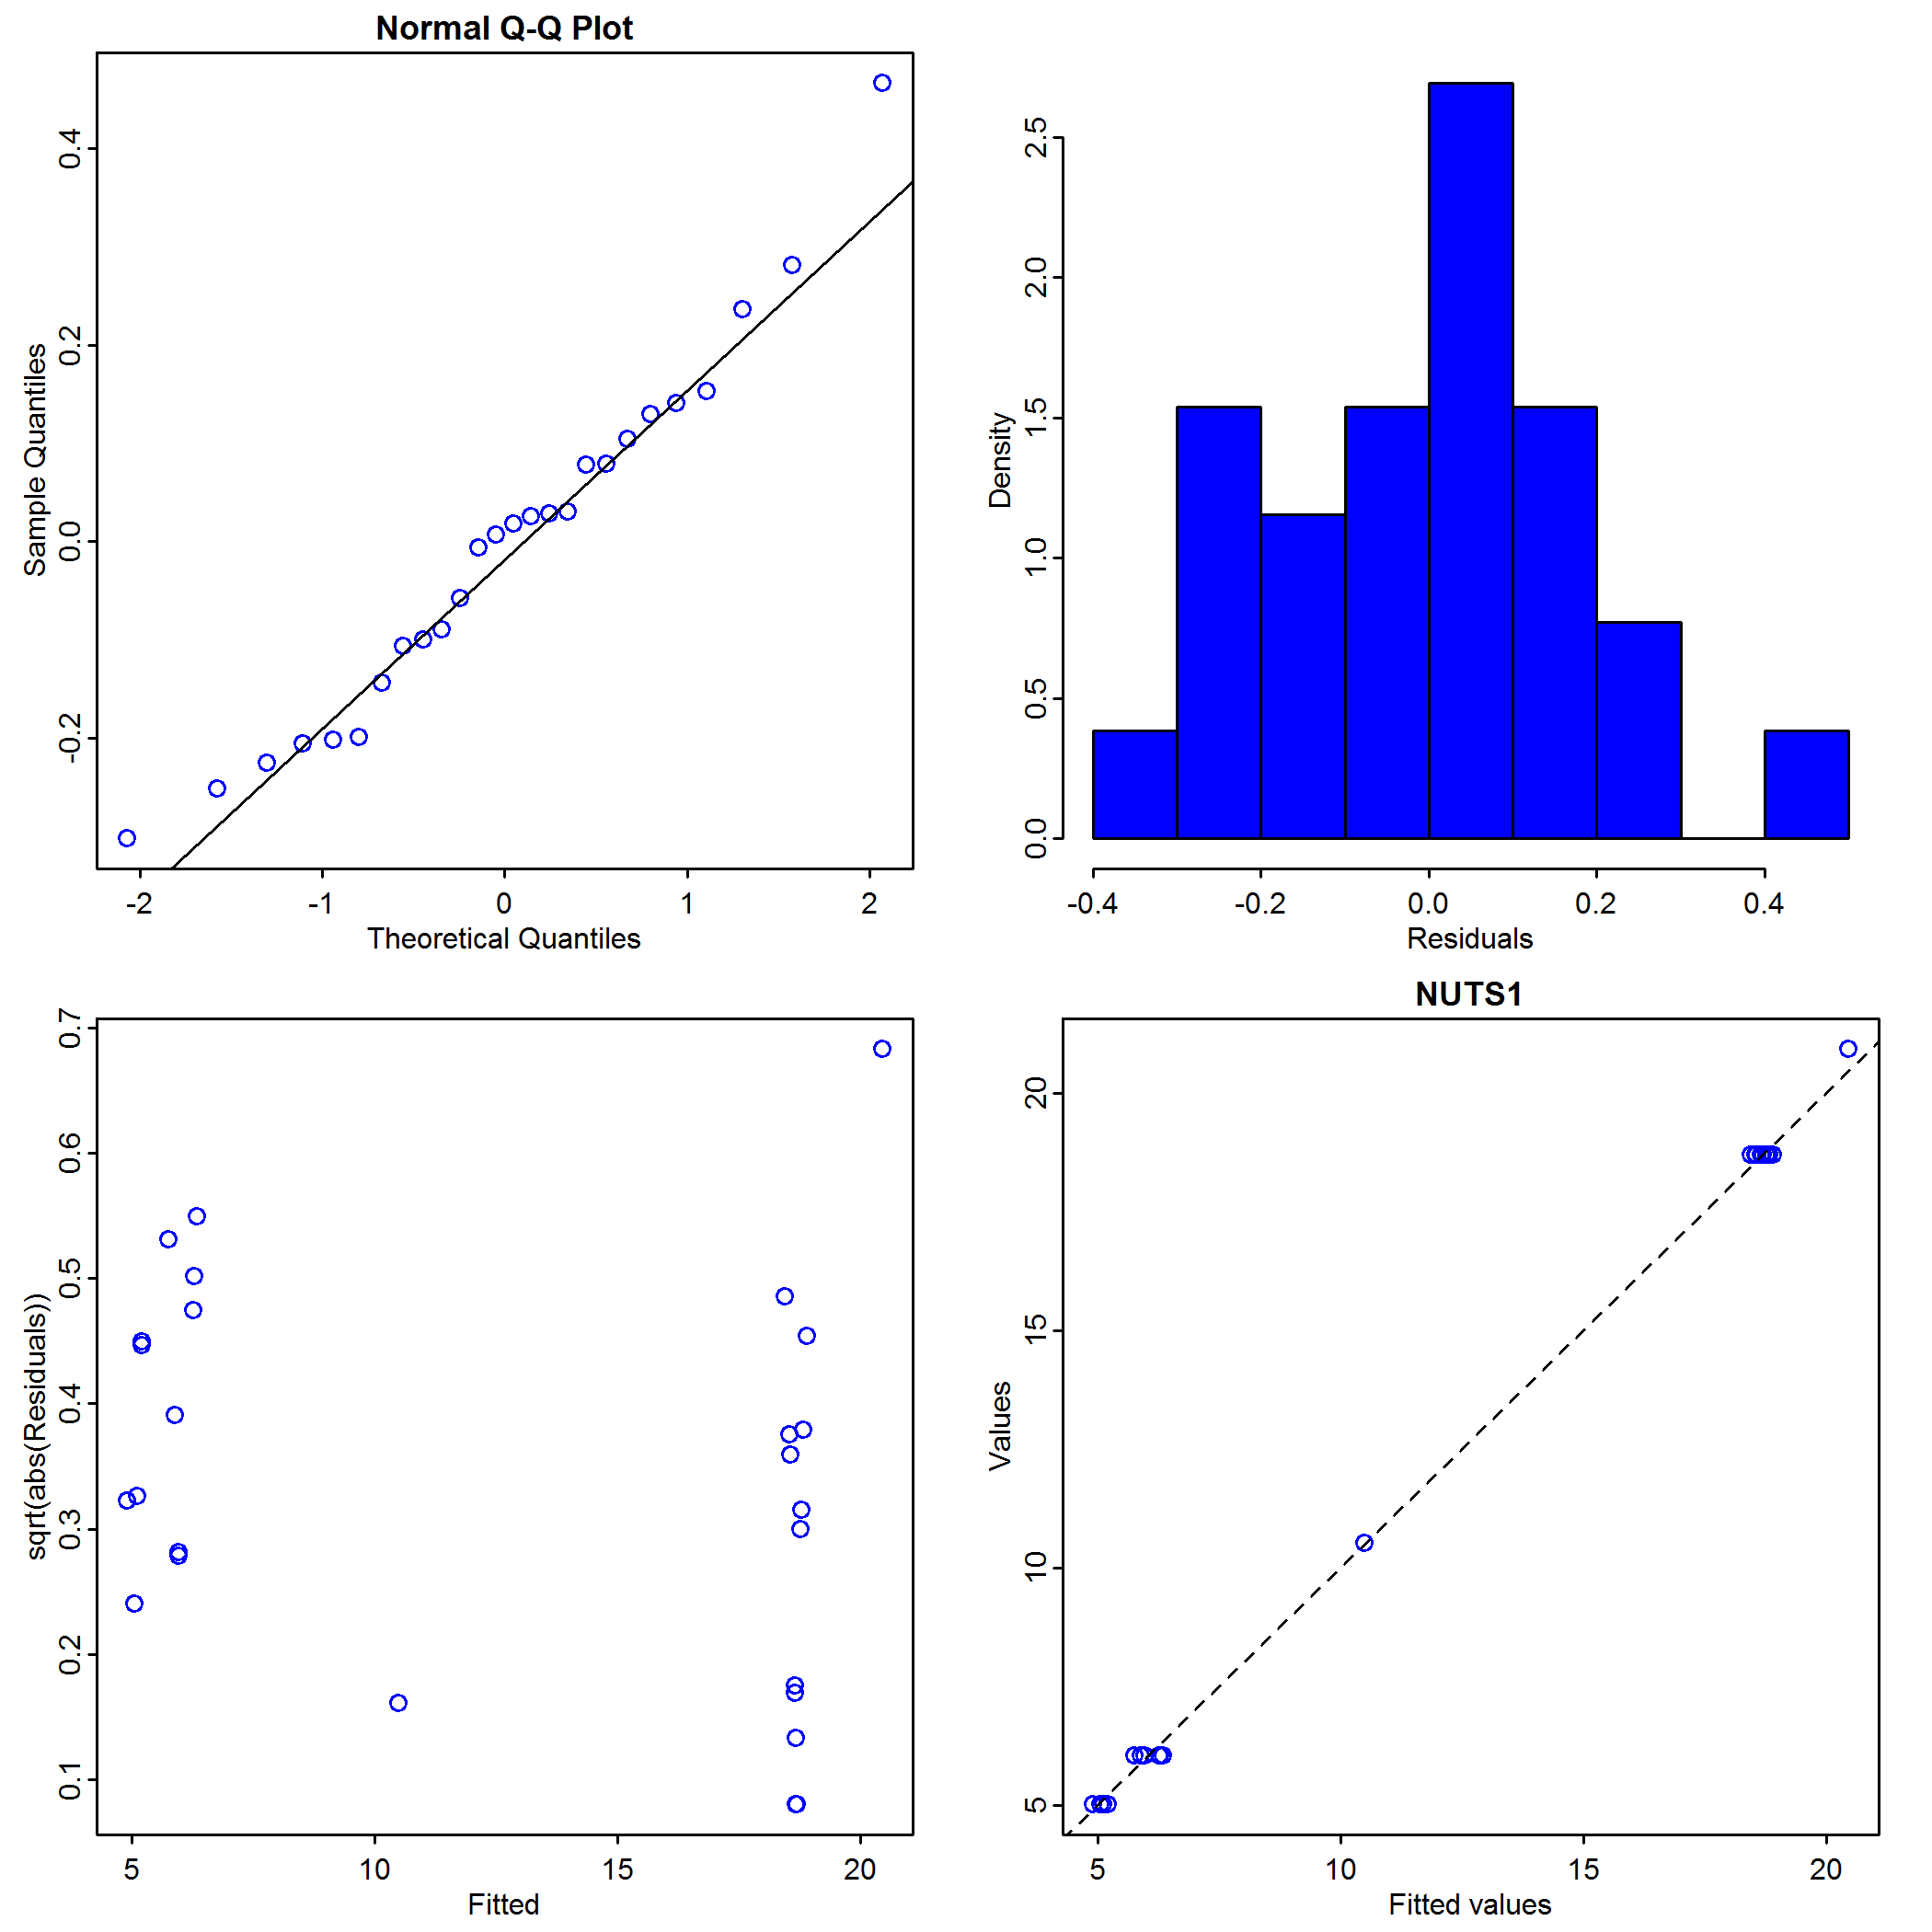 Normal Q-Q Plot
Sample Quantiles
-0.2 0.0 0.2 0.4
-2 -1 0 1 2
Theoretical Quantiles
Density
0.0 0.5 1.0 1.5 2.0 2.5
-0.4 -0.2 0.0 0.2 0.4
Residuals
sqrt(abs(Residuals))
0.1 0.2 0.3 0.4 0.5 0.6 0.7
5 10 15 20
Fitted
NUTS1
Values
5 10 15 20
5 10 15 20
Fitted values